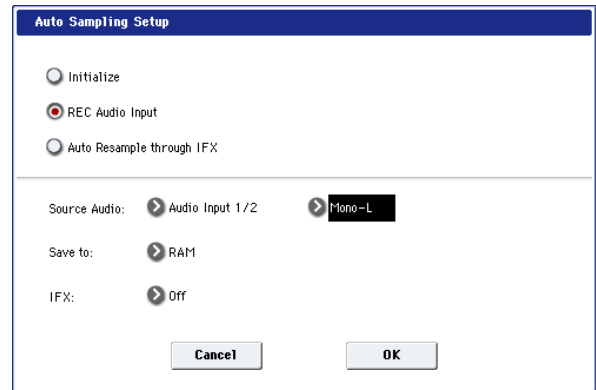 Auto Sampling Setup
Initialize
REC Audio Input
Auto Resample through IFX
Source Audio: Audio Input 1/2 Mono-L
Save to: RAM
IFX: Off
Cancel OK